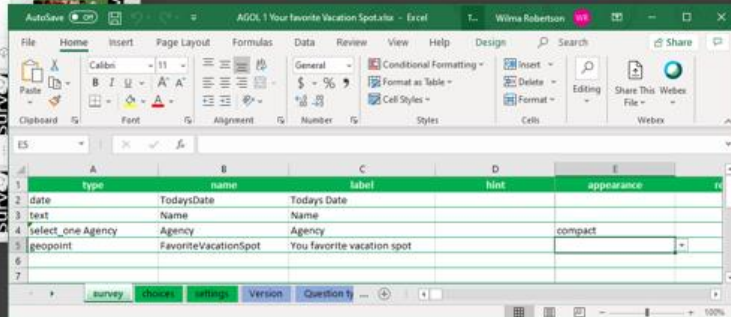 AutoSave Off AGOL 1 Your favorite Vacation Spot.xlsx - Excel T... Wilma Robertson WR
File Home Insert Page Layout Formulas Data Review View Help Design Search Share
Calibri 11 General Conditional Formatting Insert
Paste B I U A A $ % 9 Format as Table Delete Editing Share This File Webex
A Cell Styles Format
Clipboard Font Alignment Number Styles Cells Webex
E5 fx
A B C D E
1 type name label hint appearance re
2 date TodaysDate Todays Date
3 text Name Name
4 select_one Agency Agency Agency compact
5 geopoint FavoriteVacationSpot You favorite vacation spot
6
7
survey choices settings Version Question ty ...
100%